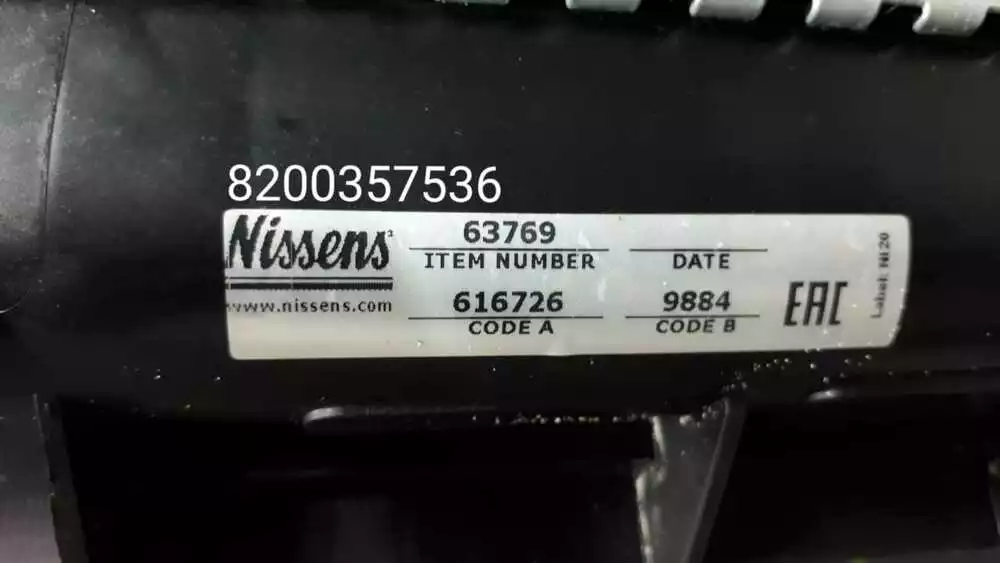 8200357536
Nissens
63769
ITEM NUMBER
DATE
www.nissens.com
616726
CODE A
9884
CODE B
EAC
Label: NI20